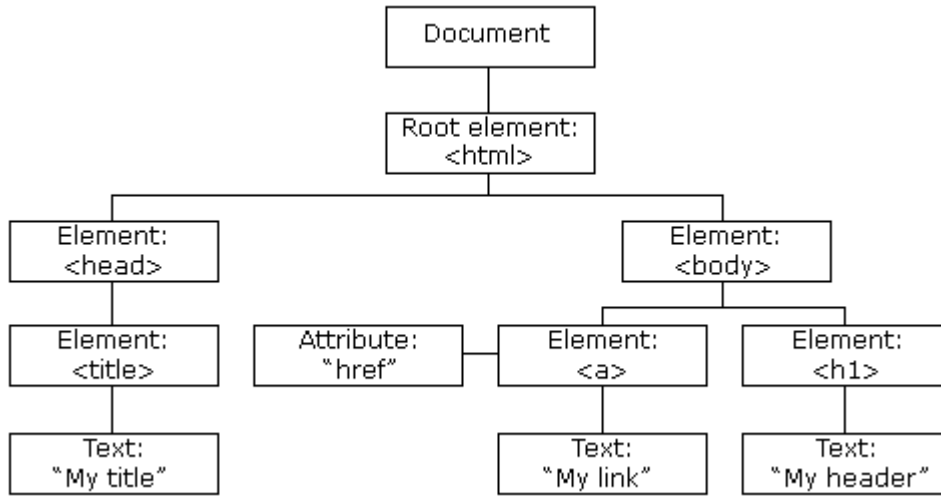 Document
Root element:
<html>
Element:
<head>
Element:
<body>
Element:
<title>
Attribute:
“href”
Element:
<a>
Element:
<h1>
Text:
“My title”
Text:
“My link”
Text:
“My header”